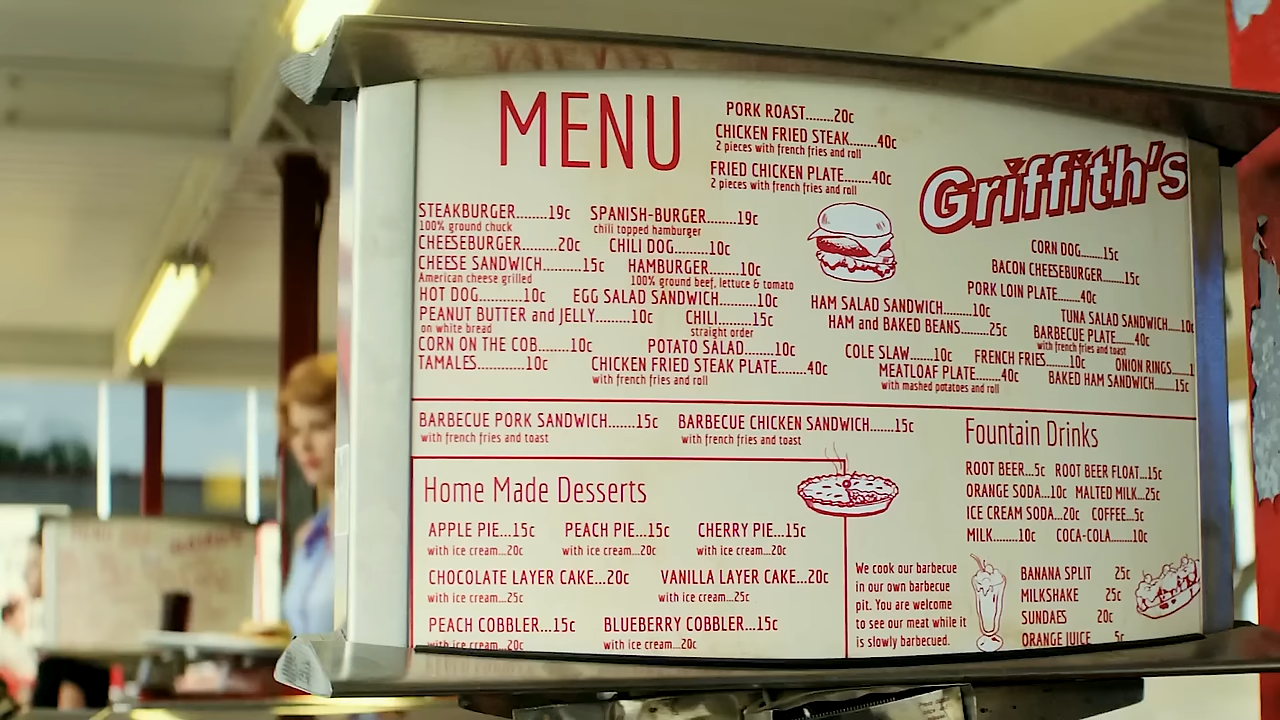 MENU
PORK ROAST........20c
CHICKEN FRIED STEAK........40c
2 pieces with french fries and roll
FRIED CHICKEN PLATE........40c
2 pieces with french fries and roll
Griffith's
STEAKBURGER........19c SPANISH-BURGER........19c
100% ground chuck chili topped hamburger
CHEESEBURGER.........20c CHILI DOG..........10c
CHEESE SANDWICH..........15c HAMBURGER..........10c
American cheese grilled 100% ground beef, lettuce & tomato
HOT DOG............10c EGG SALAD SANDWICH..........10c
PEANUT BUTTER and JELLY..........10c CHILI.........15c
on white bread straight order
CORN ON THE COB.........10c POTATO SALAD.........10c
TAMALES.............10c CHICKEN FRIED STEAK PLATE........40c
with french fries and roll
CORN DOG.......15c
BACON CHEESEBURGER.......15c
PORK LOIN PLATE.......40c
HAM SALAD SANDWICH.........10c TUNA SALAD SANDWICH.....10c
HAM and BAKED BEANS........25c BARBECUE PLATE.......40c
with french fries and toast
COLE SLAW.......10c FRENCH FRIES.......10c ONION RINGS.....1
MEATLOAF PLATE.......40c BAKED HAM SANDWICH......15c
with mashed potatoes and roll
BARBECUE PORK SANDWICH.......15c BARBECUE CHICKEN SANDWICH.......15c
with french fries and toast with french fries and toast
Home Made Desserts
APPLE PIE...15c PEACH PIE...15c CHERRY PIE...15c
with ice cream...20c with ice cream...20c with ice cream...20c
CHOCOLATE LAYER CAKE...20c VANILLA LAYER CAKE...20c
with ice cream...25c with ice cream...25c
PEACH COBBLER...15c BLUEBERRY COBBLER...15c
with ice cream...20c with ice cream...20c
Fountain Drinks
ROOT BEER...5c ROOT BEER FLOAT...15c
ORANGE SODA...10c MALTED MILK...25c
ICE CREAM SODA...20c COFFEE...5c
MILK..........10c COCA-COLA.........10c
We cook our barbecue
in our own barbecue
pit. You are welcome
to see our meat while it
is slowly barbecued.
BANANA SPLIT 25c
MILKSHAKE 25c
SUNDAES 20c
ORANGE JUICE 5c